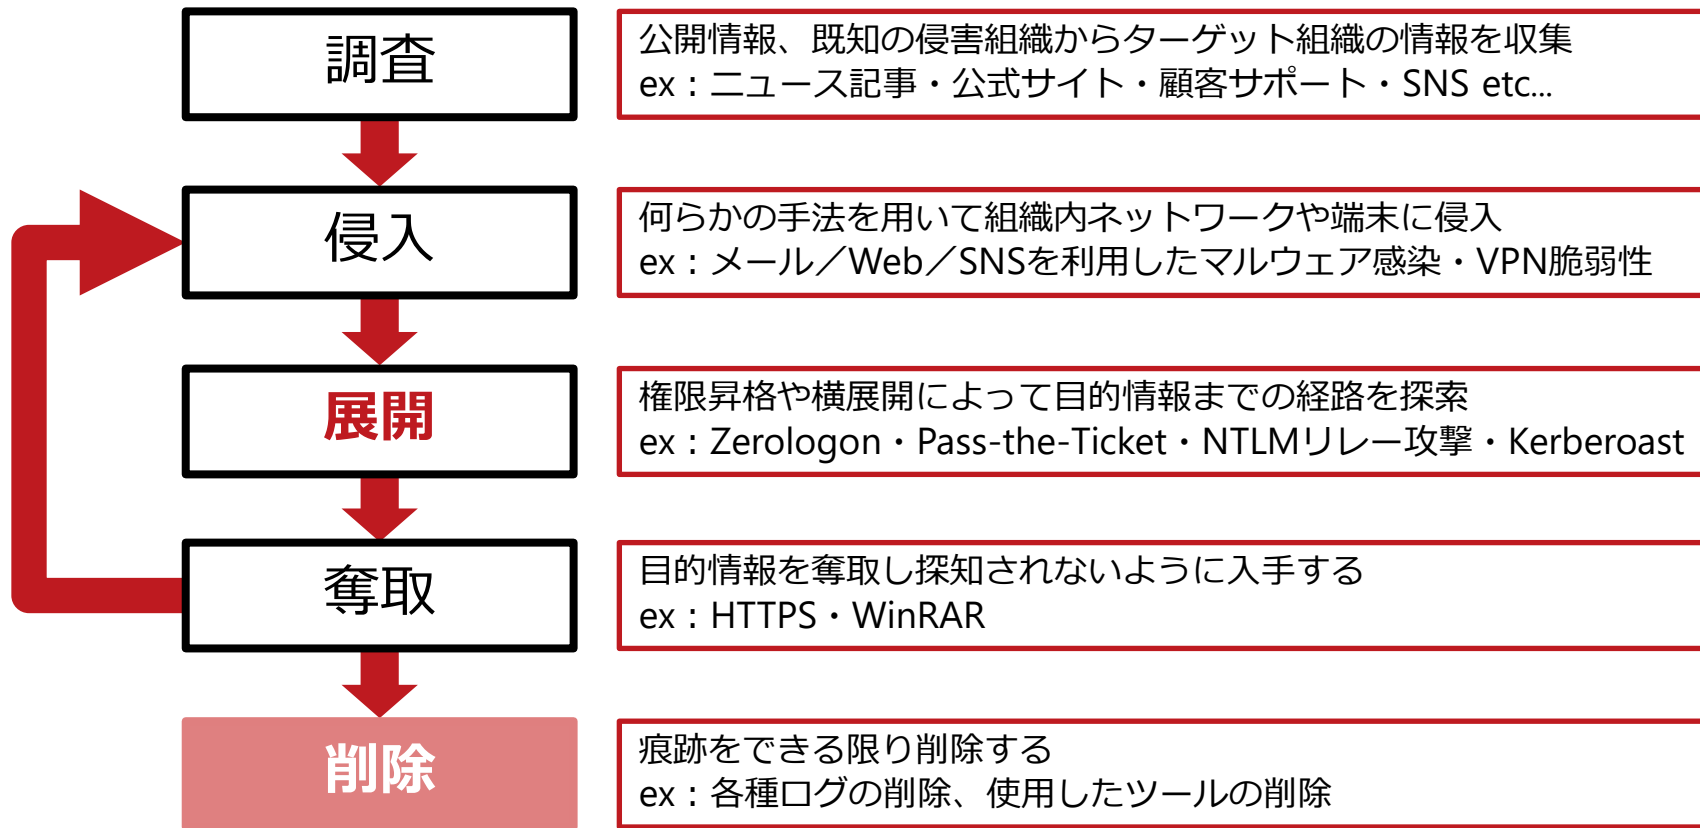 調査
公開情報、既知の侵害組織からターゲット組織の情報を収集
ex：ニュース記事・公式サイト・顧客サポート・SNS etc...
侵入
何らかの手法を用いて組織内ネットワークや端末に侵入
ex：メール／Web／SNSを利用したマルウェア感染・VPN脆弱性
展開
権限昇格や横展開によって目的情報までの経路を探索
ex：Zerologon・Pass-the-Ticket・NTLMリレー攻撃・Kerberoast
奪取
目的情報を奪取し探知されないように入手する
ex：HTTPS・WinRAR
削除
痕跡をできる限り削除する
ex：各種ログの削除、使用したツールの削除